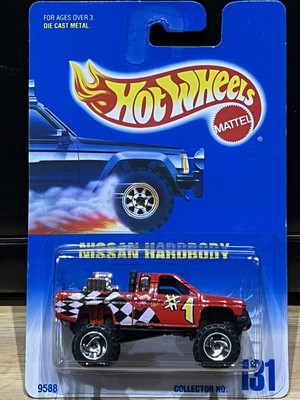 FOR AGES OVER 3
DIE CAST METAL
HOT WHEELS
MATTEL
NISSAN HARDBODY
#1
9588
COLLECTOR NO.
131